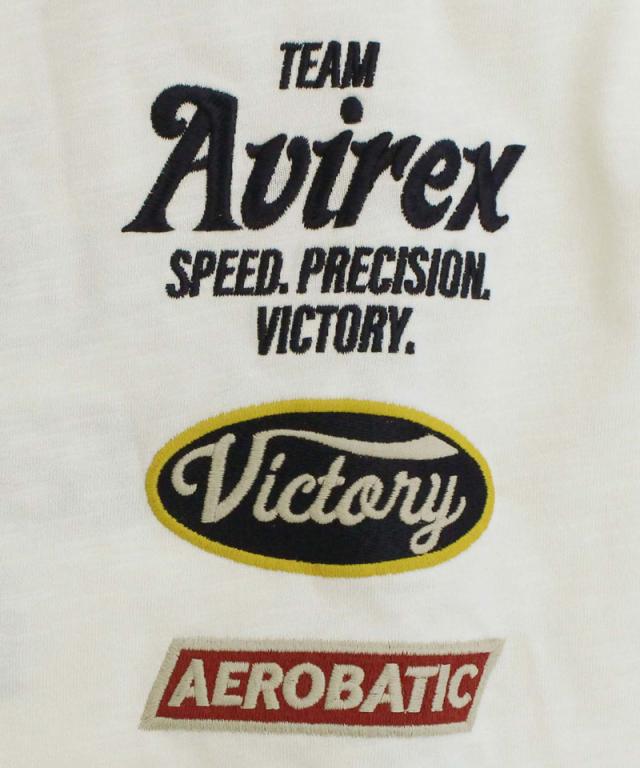 TEAM
Avirex
SPEED. PRECISION.
VICTORY.
Victory
AEROBATIC